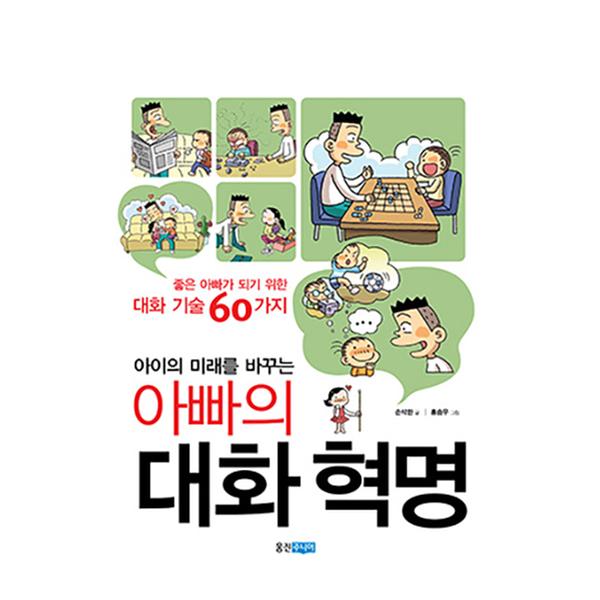 좋은 아빠가 되기 위한
대화 기술 60가지
아이의 미래를 바꾸는
아빠의
손석한 글 | 홍승우 그림
대화 혁명
웅진주니어